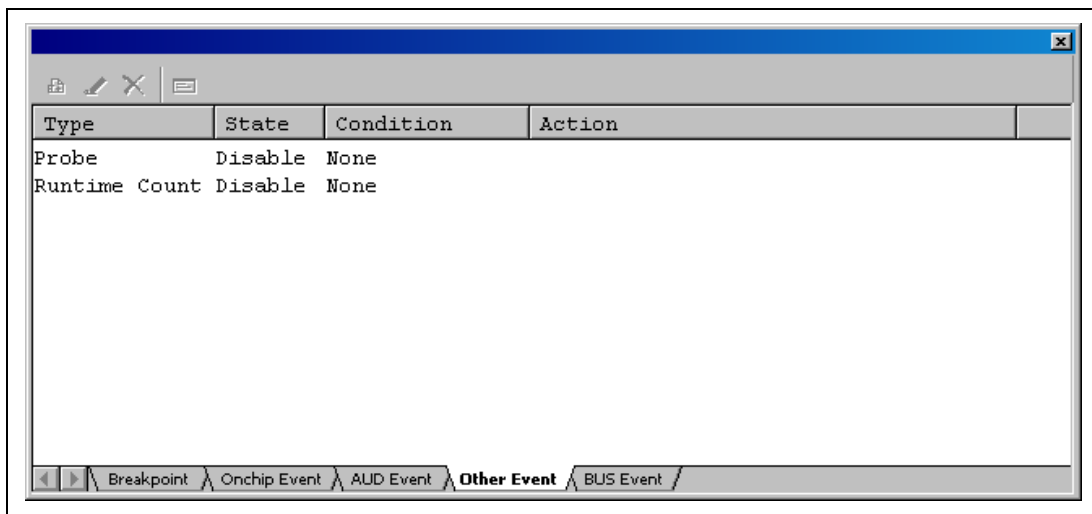 Type State Condition Action
Probe Disable None
Runtime Count Disable None
Breakpoint Onchip Event AUD Event Other Event BUS Event